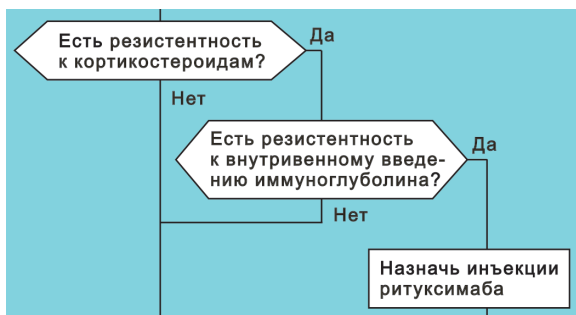 Есть резистентность
к кортикостероидам?
Да
Нет
Есть резистентность
к внутривенному введе-
нию иммуноглуболина?
Да
Нет
Назначь инъекции
ритуксимаба